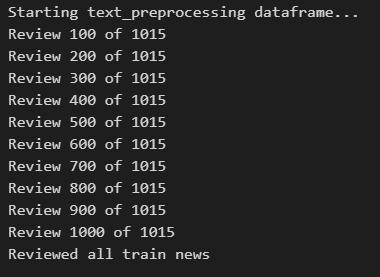 Starting text_preprocessing dataframe...
Review 100 of 1015
Review 200 of 1015
Review 300 of 1015
Review 400 of 1015
Review 500 of 1015
Review 600 of 1015
Review 700 of 1015
Review 800 of 1015
Review 900 of 1015
Review 1000 of 1015
Reviewed all train news